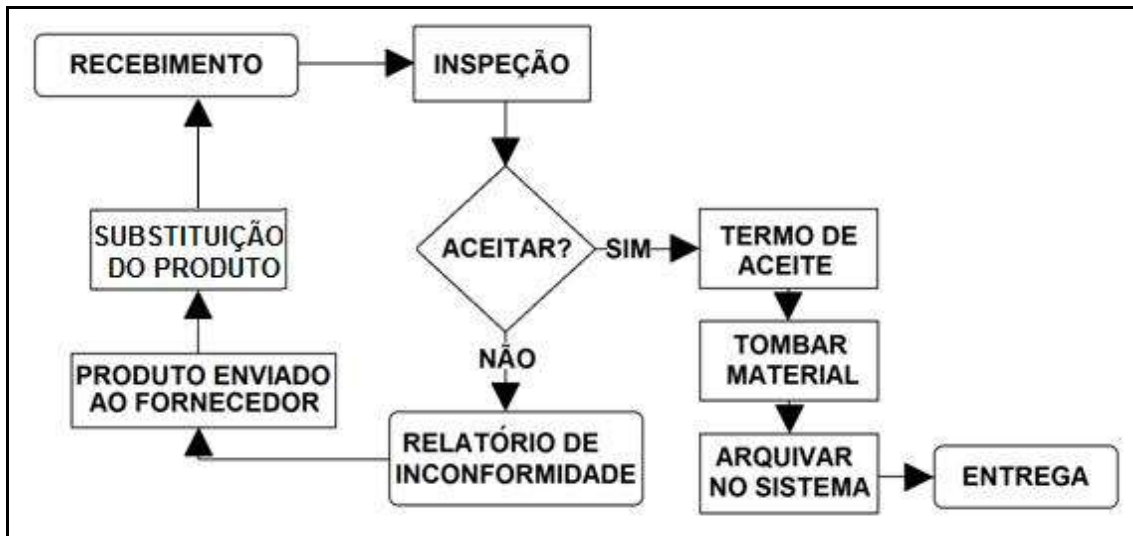 RECEBIMENTO
INSPEÇÃO
ACEITAR?
SIM
TERMO DE
ACEITE
TOMBAR
MATERIAL
ARQUIVAR
NO SISTEMA
ENTREGA
NÃO
RELATÓRIO DE
INCONFORMIDADE
PRODUTO ENVIADO
AO FORNECEDOR
SUBSTITUIÇÃO
DO PRODUTO